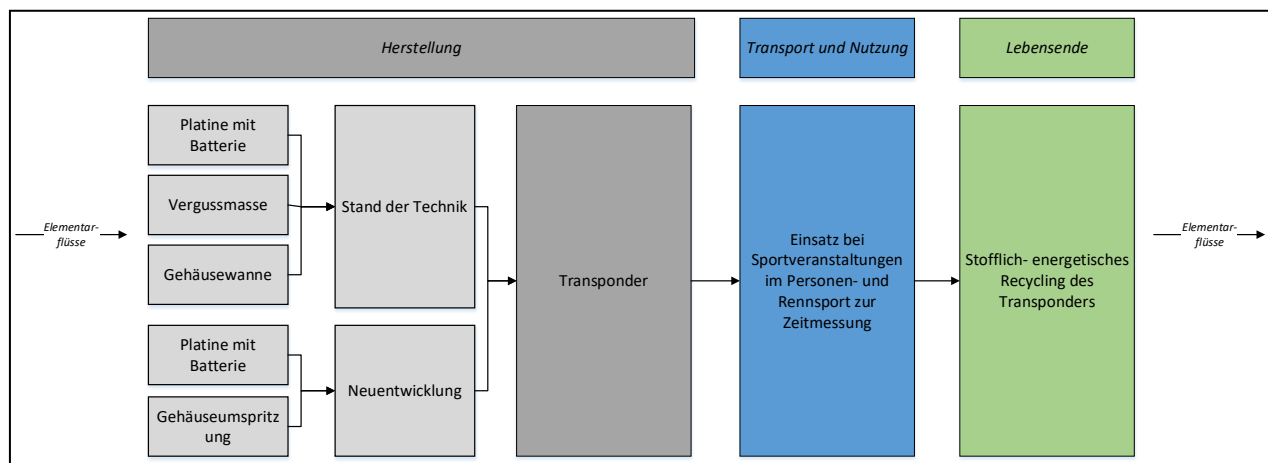 Herstellung
Transport und Nutzung
Lebensende
Platine mit
Batterie
Vergussmasse
Gehäusewanne
Platine mit
Batterie
Gehäuseumspritz
ung
Stand der Technik
Neuentwicklung
Transponder
Einsatz bei
Sportveranstaltungen
im Personen- und
Rennsport zur
Zeitmessung
Stofflich- energetisches
Recycling des
Transponders
Elementar-
flüsse
Elementar-
flüsse